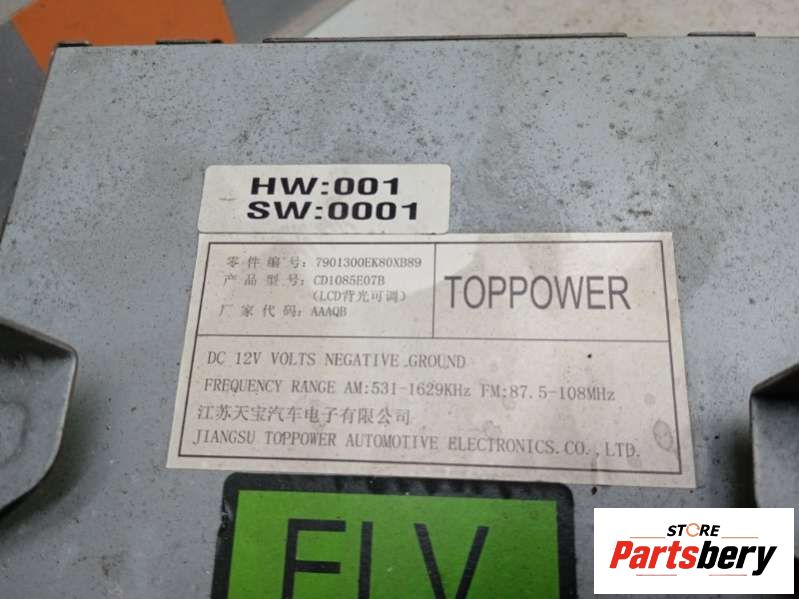 HW:001
SW:0001
零件编号: 7901300EK80XB89
产品型号: CD1085E07B
(LCD背光可调)
厂家代码: AAAQB
TOPPOWER
DC 12V VOLTS NEGATIVE GROUND
FREQUENCY RANGE AM:531-1629KHz FM:87.5-108MHz
江苏天宝汽车电子有限公司
JIANGSU TOPPOWER AUTOMOTIVE ELECTRONICS.CO.,LTD.
ELV
STORE
Partsbery